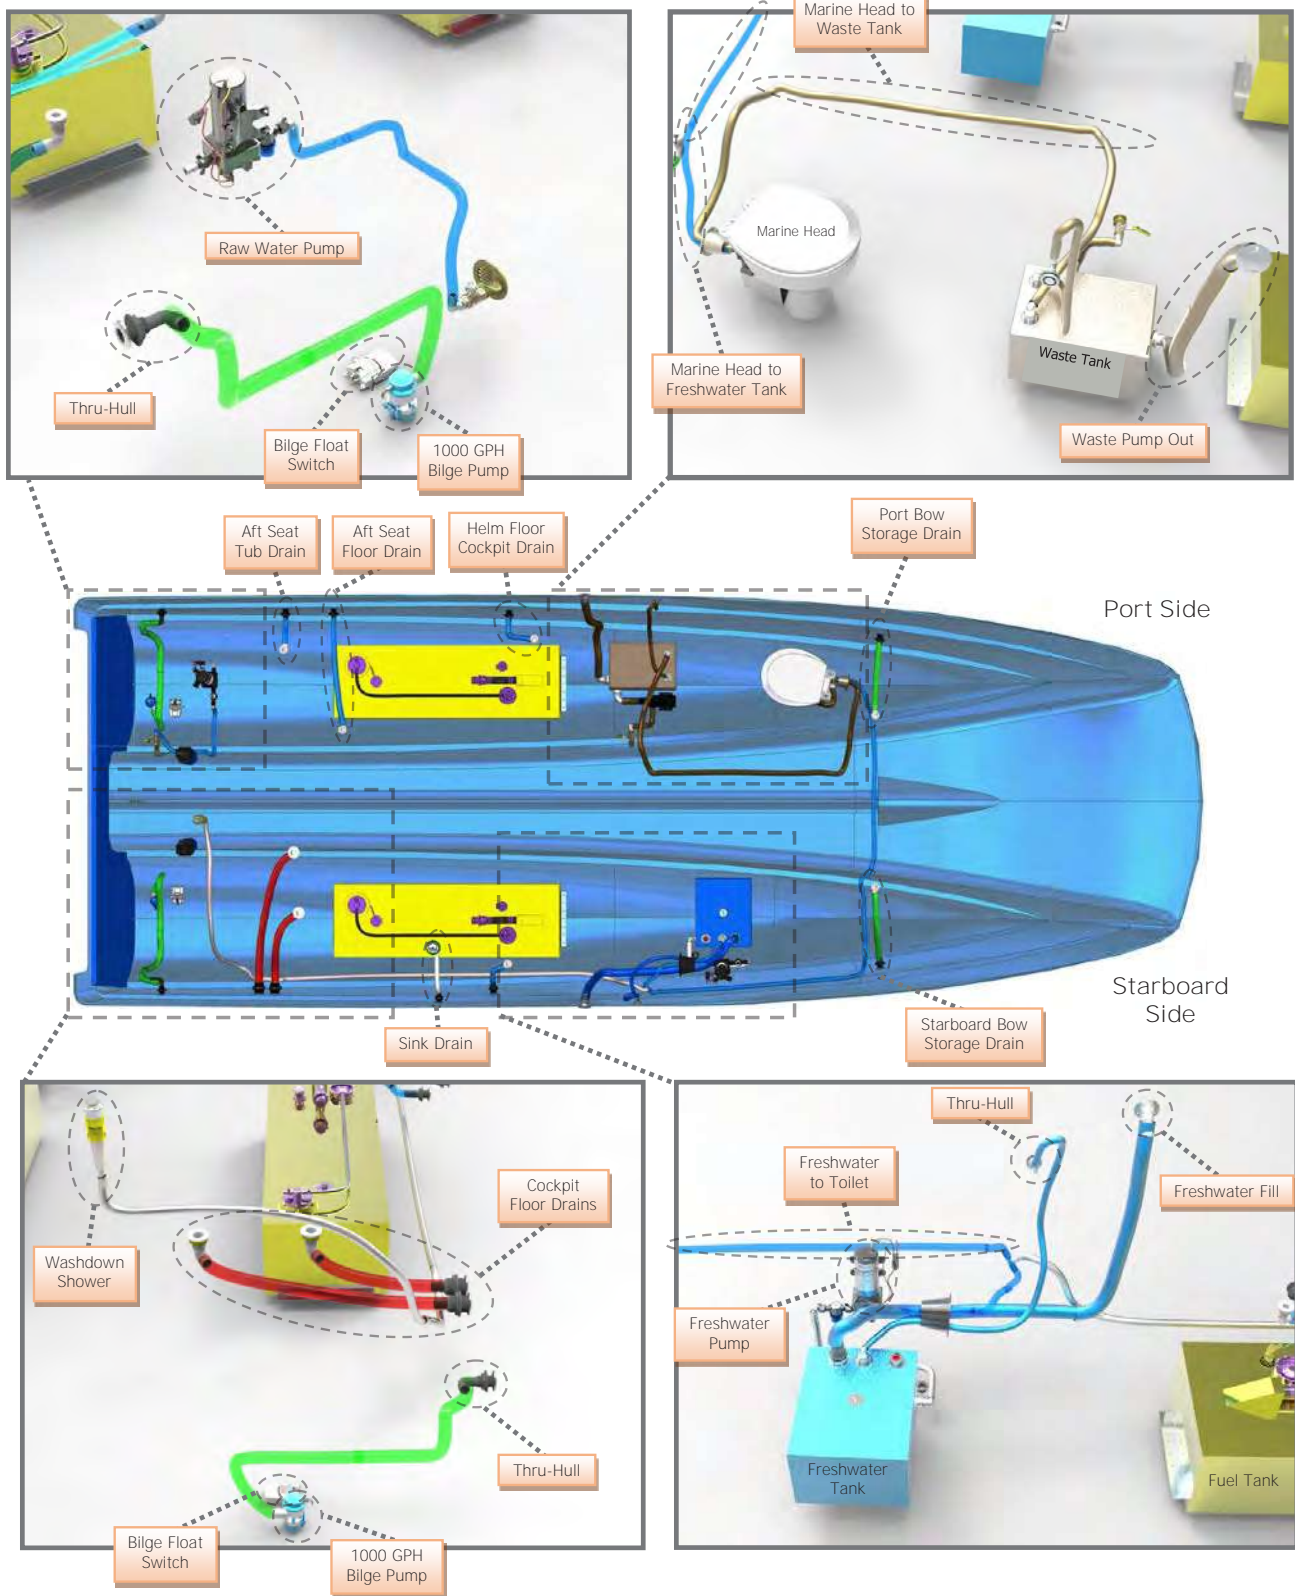 Marine Head to
Waste Tank
Raw Water Pump
Marine Head
Thru-Hull
Bilge Float
Switch
1000 GPH
Bilge Pump
Marine Head to
Freshwater Tank
Waste Tank
Waste Pump Out
Aft Seat
Tub Drain
Aft Seat
Floor Drain
Helm Floor
Cockpit Drain
Port Bow
Storage Drain
Port Side
Starboard
Side
Sink Drain
Starboard Bow
Storage Drain
Washdown
Shower
Cockpit
Floor Drains
Thru-Hull
Bilge Float
Switch
1000 GPH
Bilge Pump
Thru-Hull
Freshwater
to Toilet
Freshwater Fill
Freshwater
Pump
Freshwater
Tank
Fuel Tank